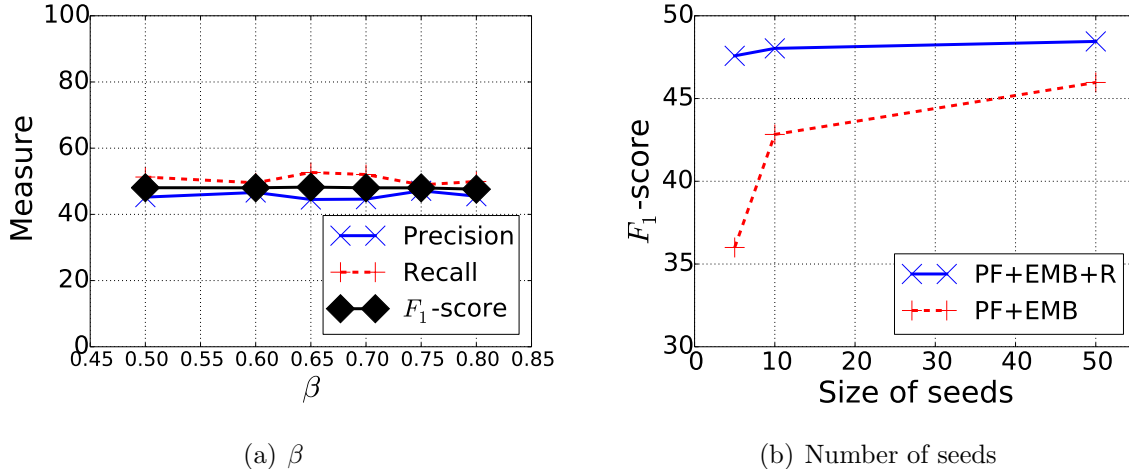 100
80
60
40
20
0
Measure
0.45 0.50 0.55 0.60 0.65 0.70 0.75 0.80 0.85
β
Precision
Recall
F₁-score
(a) β
50
45
40
35
30
F₁-score
0 10 20 30 40 50
Size of seeds
PF+EMB+R
PF+EMB
(b) Number of seeds